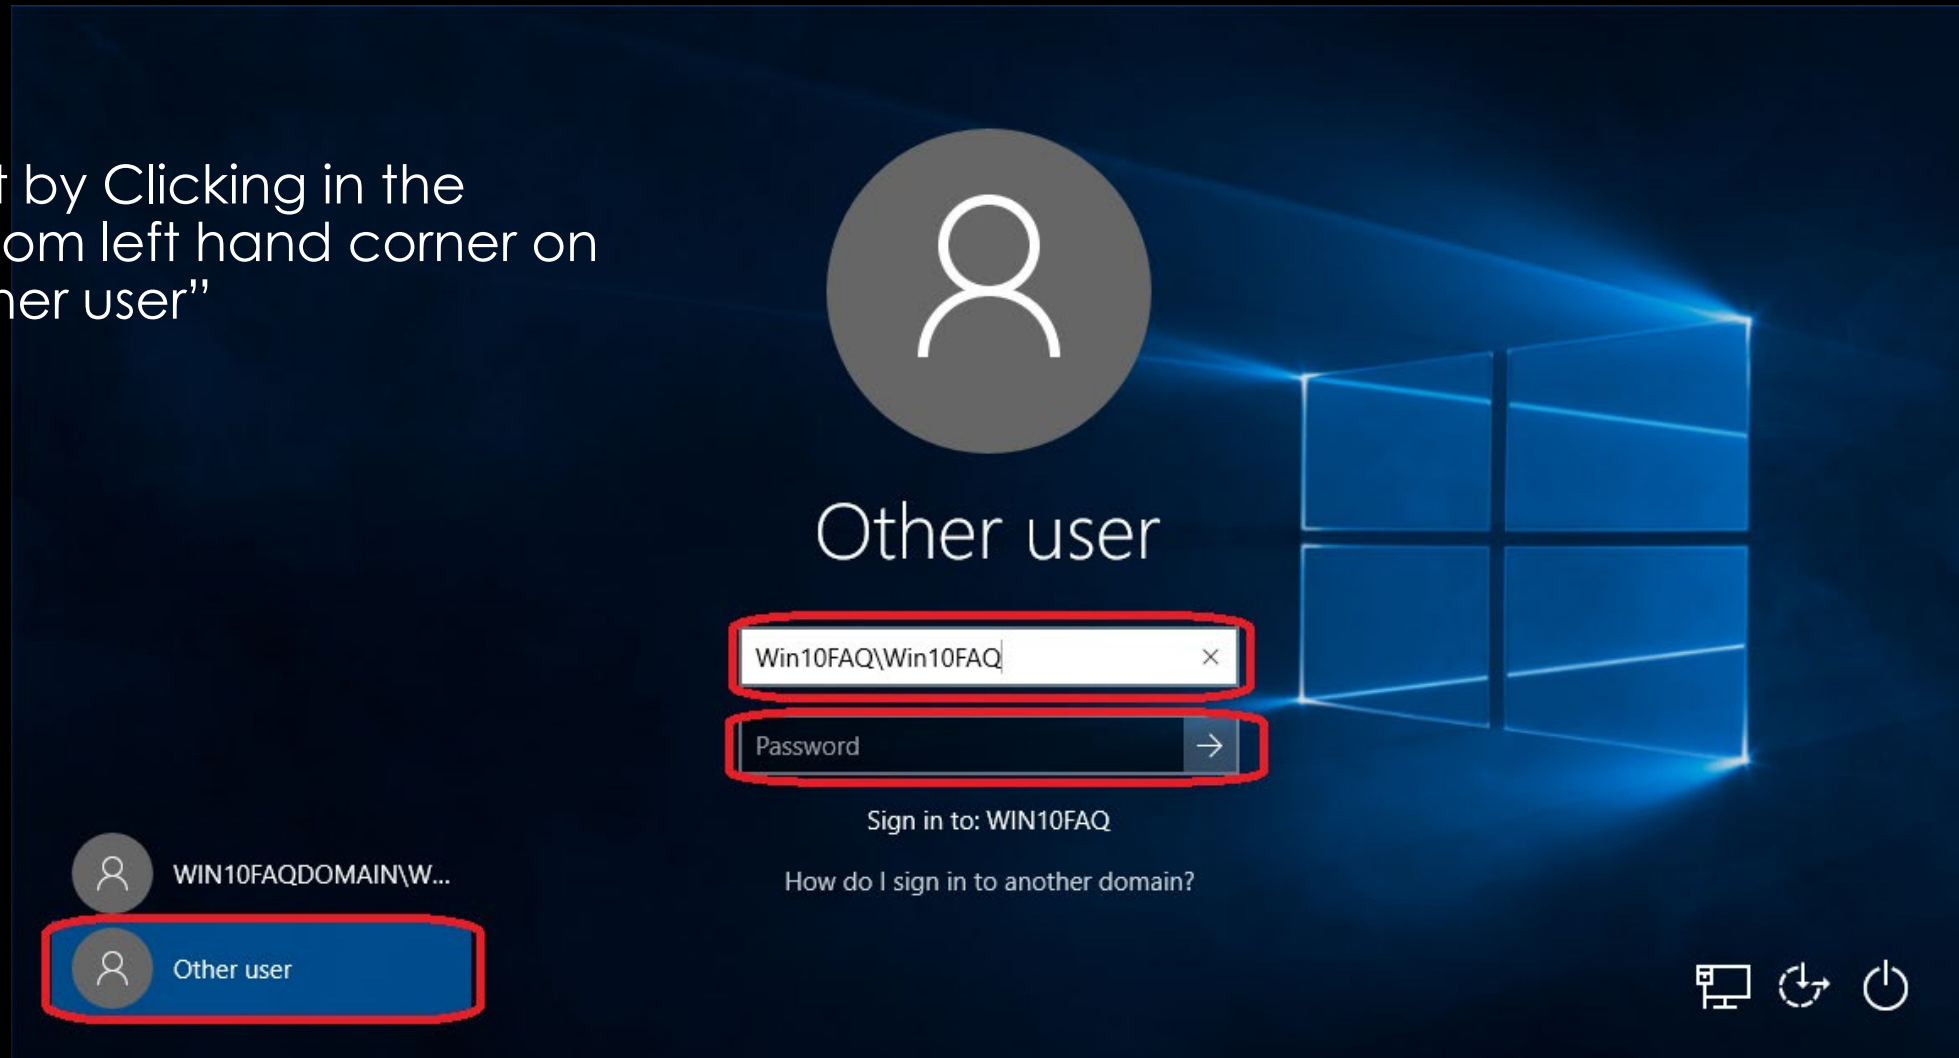 t by Clicking in the
om left hand corner on
her user”
Other user
Win10FAQ\Win10FAQ
Password
Sign in to: WIN10FAQ
How do I sign in to another domain?
WIN10FAQDOMAIN\W...
Other user